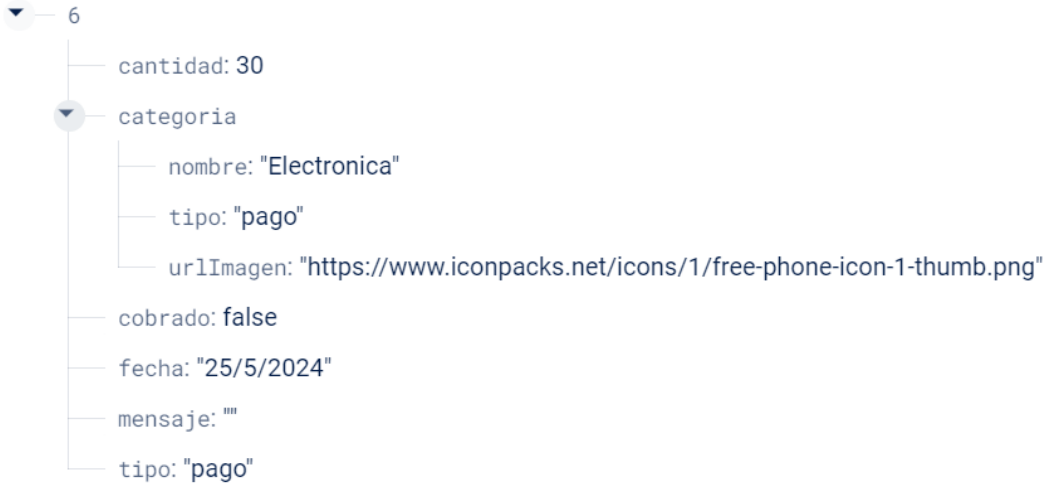 6
cantidad: 30
categoria
nombre: "Electronica"
tipo: "pago"
urlImagen: "https://www.iconpacks.net/icons/1/free-phone-icon-1-thumb.png"
cobrado: false
fecha: "25/5/2024"
mensaje: ""
tipo: "pago"